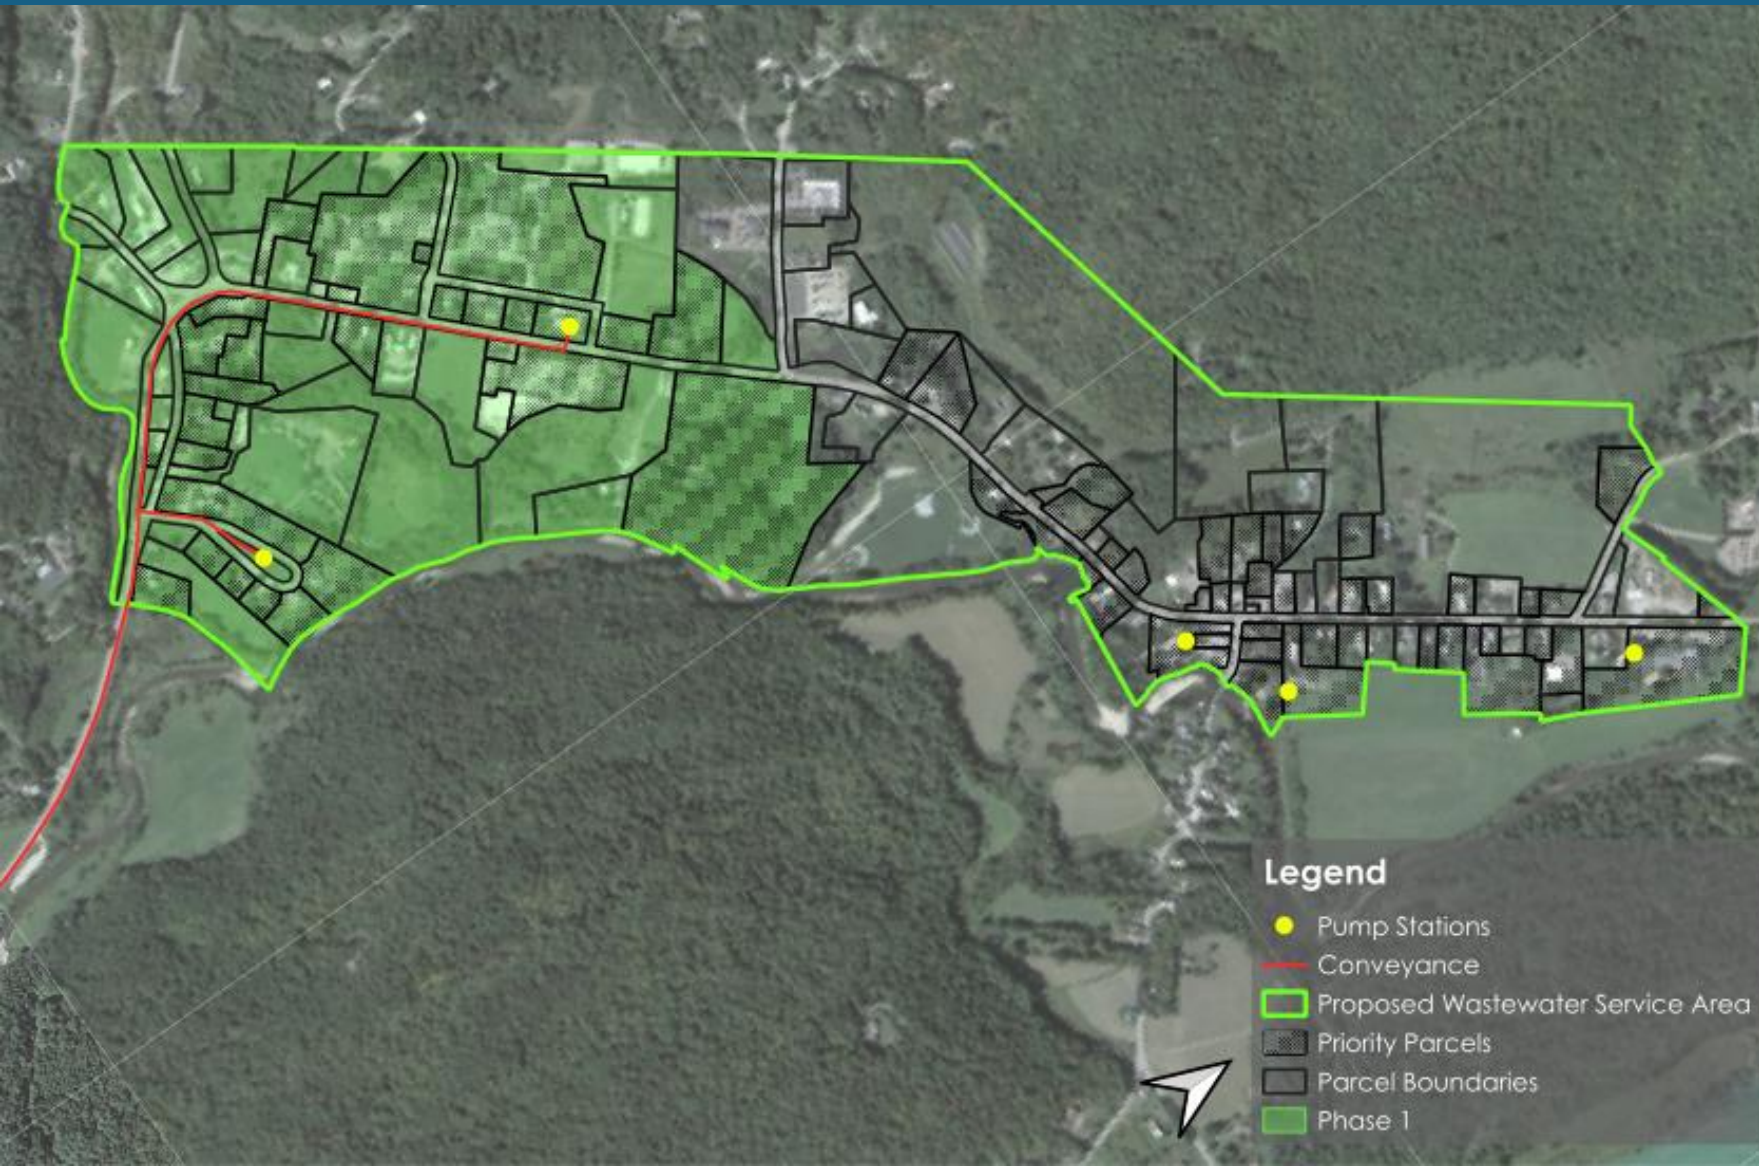 Legend
Pump Stations
Conveyance
Proposed Wastewater Service Area
Priority Parcels
Parcel Boundaries
Phase 1